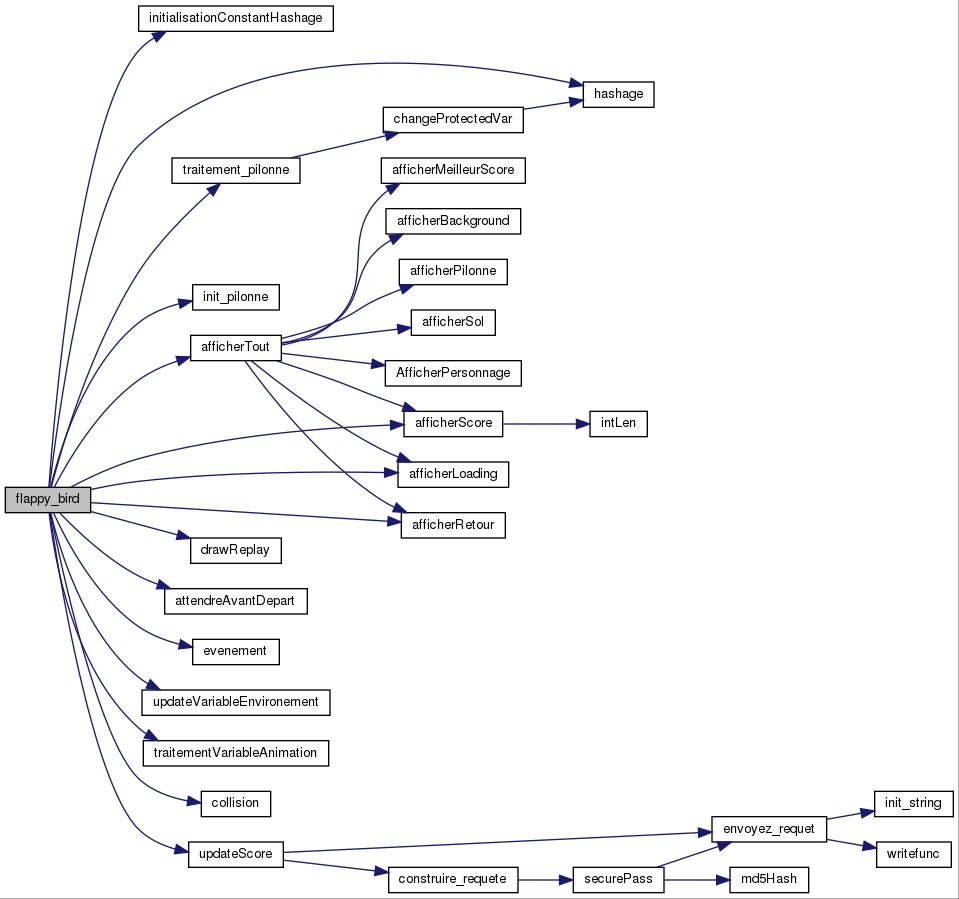 initialisationConstantHashage
hashage
changeProtectedVar
traitement_pilonne
afficherMeilleurScore
afficherBackground
afficherPilonne
init_pilonne
afficherSol
afficherTout
AfficherPersonnage
afficherScore
intLen
afficherLoading
flappy_bird
afficherRetour
drawReplay
attendreAvantDepart
evenement
updateVariableEnvironement
traitementVariableAnimation
collision
init_string
envoyez_requet
updateScore
writefunc
construire_requete
securePass
md5Hash